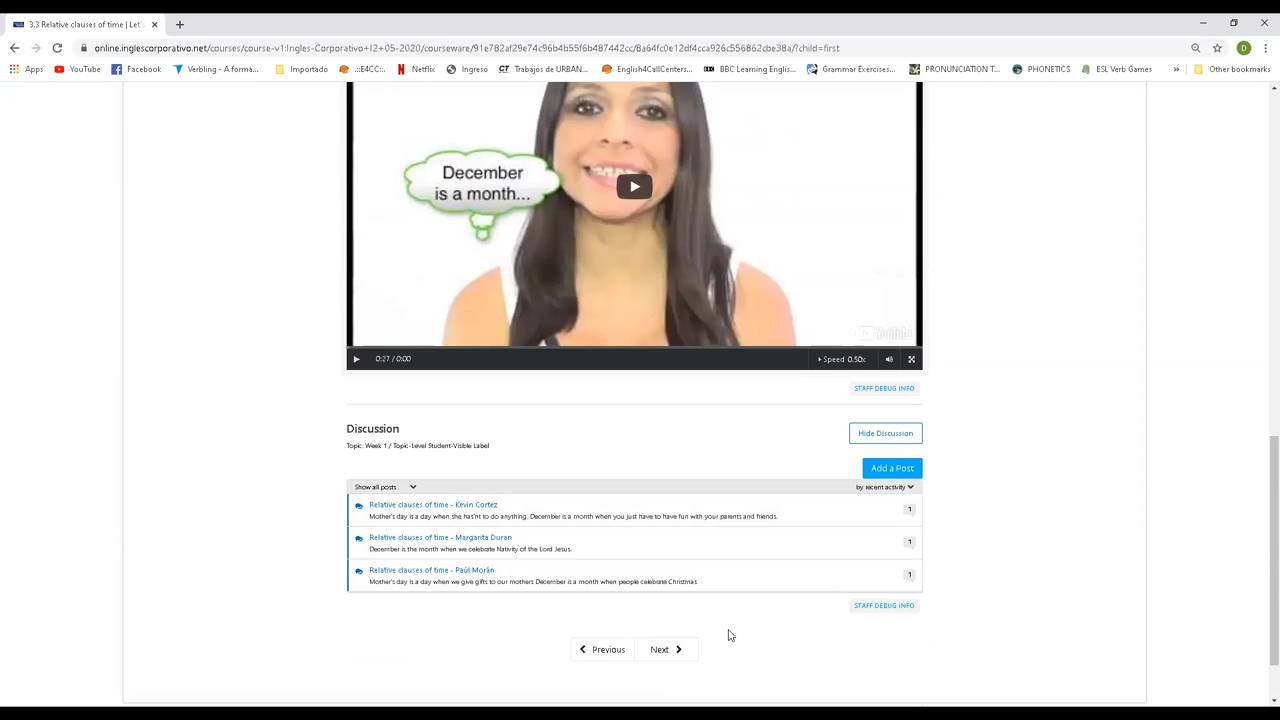 3.3 Relative clauses of time | Let's
online.inglescorporativo.net/courses/course-v1:Ingles-Corporativo+I2+05-2020/courseware/91e782af29e74c96b4b55f6b487442cc/8a64fc0e12df4cca926c556862cbe38a/?child=first
D
Apps YouTube Facebook Verbling - A forma... Importado .::E4CC::. Netflix Ingreso Trabajos de URBAN... English4CallCenters... BBC Learning Englis... Grammar Exercises... PRONUNCIATION T... PHONETICS ESL Verb Games » Other bookmarks
December
is a month...
YouTube
0:27 / 0:00 Speed 0.50x
STAFF DEBUG INFO
Discussion
Hide Discussion
Topic: Week 1 / Topic-Level Student-Visible Label
Add a Post
Show all posts by recent activity
Relative clauses of time - Kevin Cortez 1
Mother's day is a day when she has'nt to do anything. December is a month when you just have to have fun with your parents and friends.
Relative clauses of time - Margarita Duran 1
December is the month when we celebrate Nativity of the Lord Jesus.
Relative clauses of time - Paúl Morán 1
Mother's day is a day when we give gifts to our mothers December is a month when people celebrate Christmas
STAFF DEBUG INFO
Previous Next